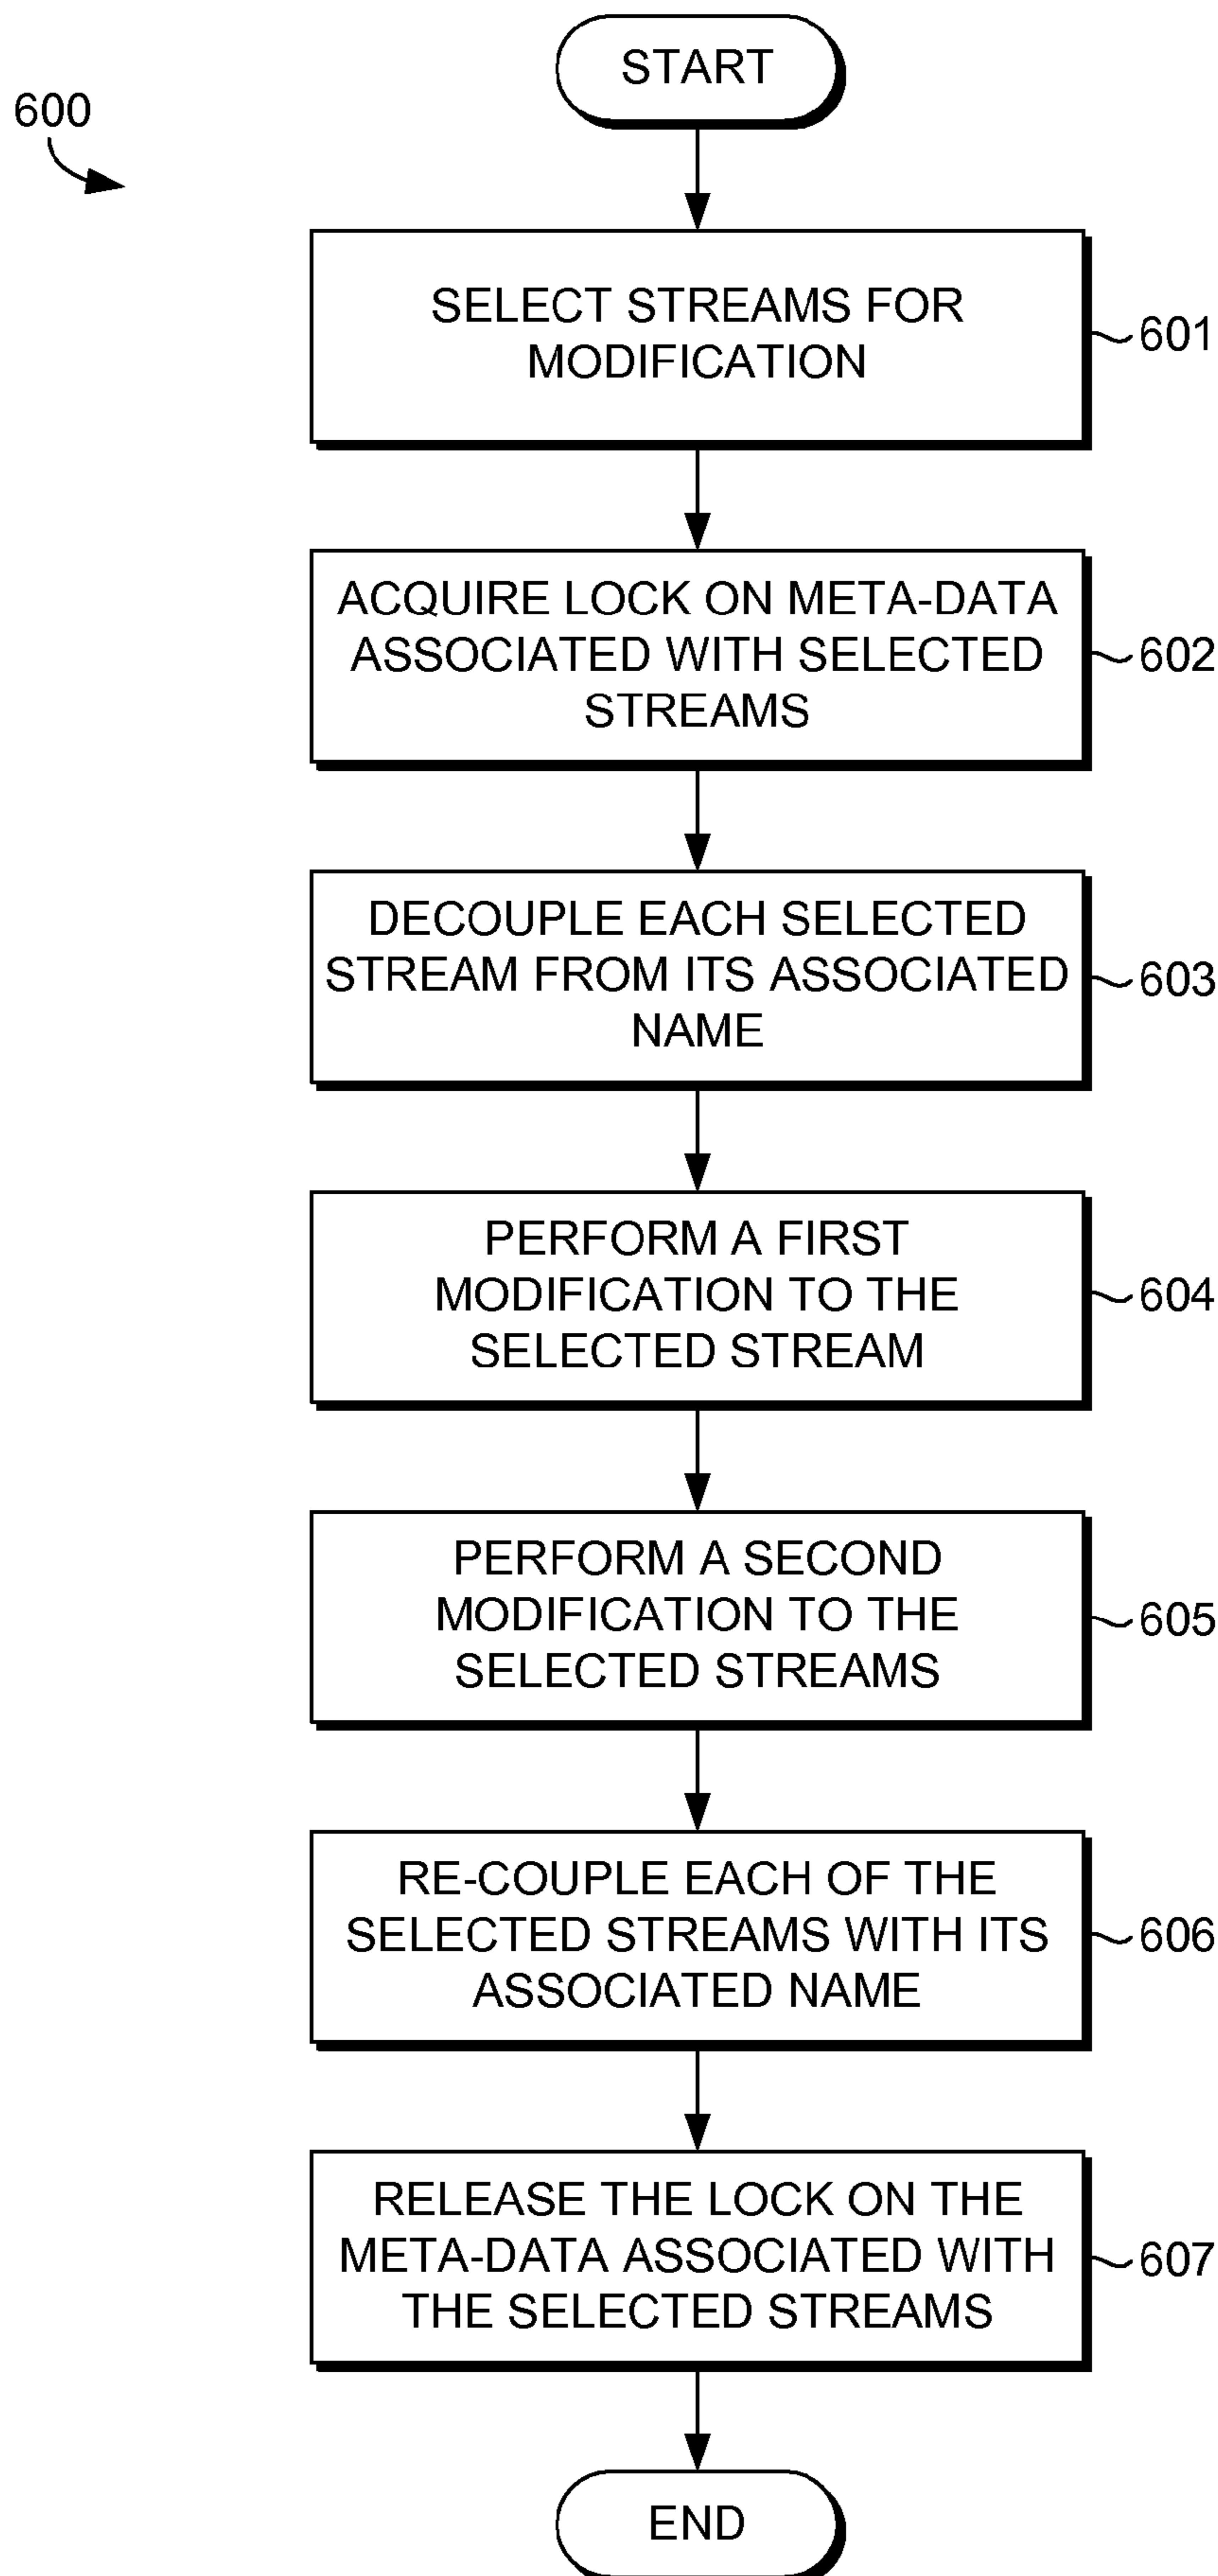 START
600
SELECT STREAMS FOR
MODIFICATION
601
ACQUIRE LOCK ON META-DATA
ASSOCIATED WITH SELECTED
STREAMS
602
DECOUPLE EACH SELECTED
STREAM FROM ITS ASSOCIATED
NAME
603
PERFORM A FIRST
MODIFICATION TO THE
SELECTED STREAM
604
PERFORM A SECOND
MODIFICATION TO THE
SELECTED STREAMS
605
RE-COUPLE EACH OF THE
SELECTED STREAMS WITH ITS
ASSOCIATED NAME
606
RELEASE THE LOCK ON THE
META-DATA ASSOCIATED WITH
THE SELECTED STREAMS
607
END